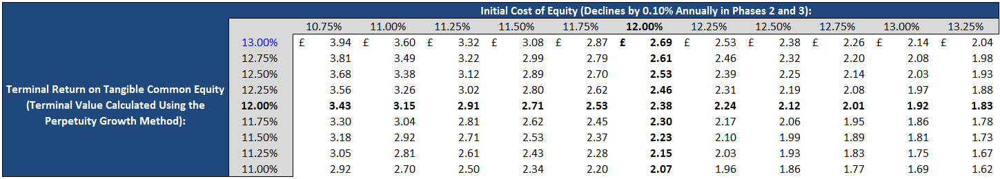 Initial Cost of Equity (Declines by 0.10% Annually in Phases 2 and 3):
10.75% 11.00% 11.25% 11.50% 11.75% 12.00% 12.25% 12.50% 12.75% 13.00% 13.25%
13.00% £ 3.94 £ 3.60 £ 3.32 £ 3.08 £ 2.87 £ 2.69 £ 2.53 £ 2.38 £ 2.26 £ 2.14 £ 2.04
12.75% 3.81 3.49 3.22 2.99 2.79 2.61 2.46 2.32 2.20 2.08 1.98
12.50% 3.68 3.38 3.12 2.89 2.70 2.53 2.39 2.25 2.14 2.03 1.93
Terminal Return on Tangible Common Equity 12.25% 3.56 3.26 3.02 2.80 2.62 2.46 2.31 2.19 2.08 1.97 1.88
(Terminal Value Calculated Using the 12.00% 3.43 3.15 2.91 2.71 2.53 2.38 2.24 2.12 2.01 1.92 1.83
Perpetuity Growth Method): 11.75% 3.30 3.04 2.81 2.62 2.45 2.30 2.17 2.06 1.95 1.86 1.78
11.50% 3.18 2.92 2.71 2.53 2.37 2.23 2.10 1.99 1.89 1.81 1.73
11.25% 3.05 2.81 2.61 2.43 2.28 2.15 2.03 1.93 1.83 1.75 1.67
11.00% 2.92 2.70 2.50 2.34 2.20 2.07 1.96 1.86 1.77 1.69 1.62